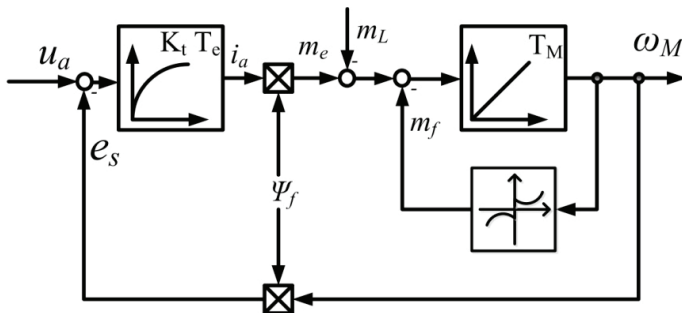 u_a
K_t T_e
i_a
m_e
m_L
T_M
ω_M
-
-
-
m_f
e_s
Ψ_f